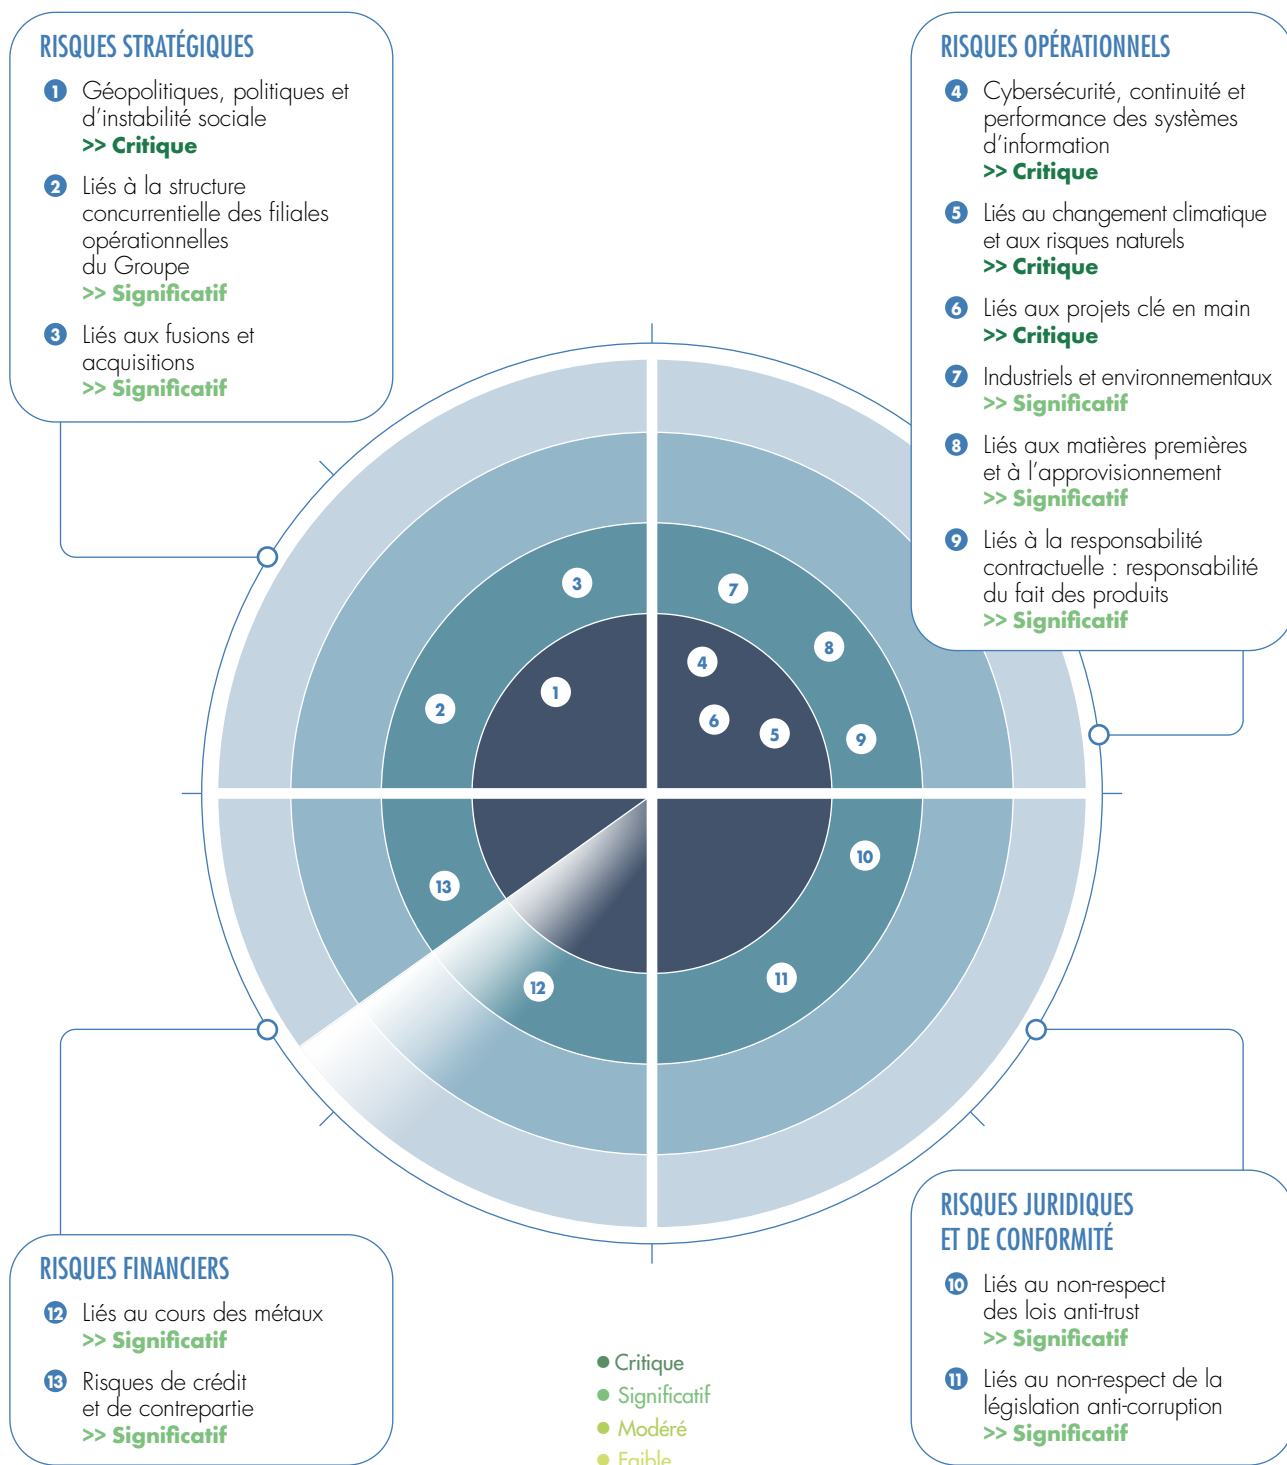 RISQUES STRATÉGIQUES
1 Géopolitiques, politiques et
d'instabilité sociale
>> Critique
2 Liés à la structure
concurrentielle des filiales
opérationnelles
du Groupe
>> Significatif
3 Liés aux fusions et
acquisitions
>> Significatif
RISQUES OPÉRATIONNELS
4 Cybersécurité, continuité et
performance des systèmes
d'information
>> Critique
5 Liés au changement climatique
et aux risques naturels
>> Critique
6 Liés aux projets clé en main
>> Critique
7 Industriels et environnementaux
>> Significatif
8 Liés aux matières premières
et à l'approvisionnement
>> Significatif
9 Liés à la responsabilité
contractuelle : responsabilité
du fait des produits
>> Significatif
3
7
8
4
1
2
6
5
9
10
13
11
12
RISQUES FINANCIERS
12 Liés au cours des métaux
>> Significatif
13 Risques de crédit
et de contrepartie
>> Significatif
Critique
Significatif
Modéré
Faible
RISQUES JURIDIQUES
ET DE CONFORMITÉ
10 Liés au non-respect
des lois anti-trust
>> Significatif
11 Liés au non-respect de la
législation anti-corruption
>> Significatif